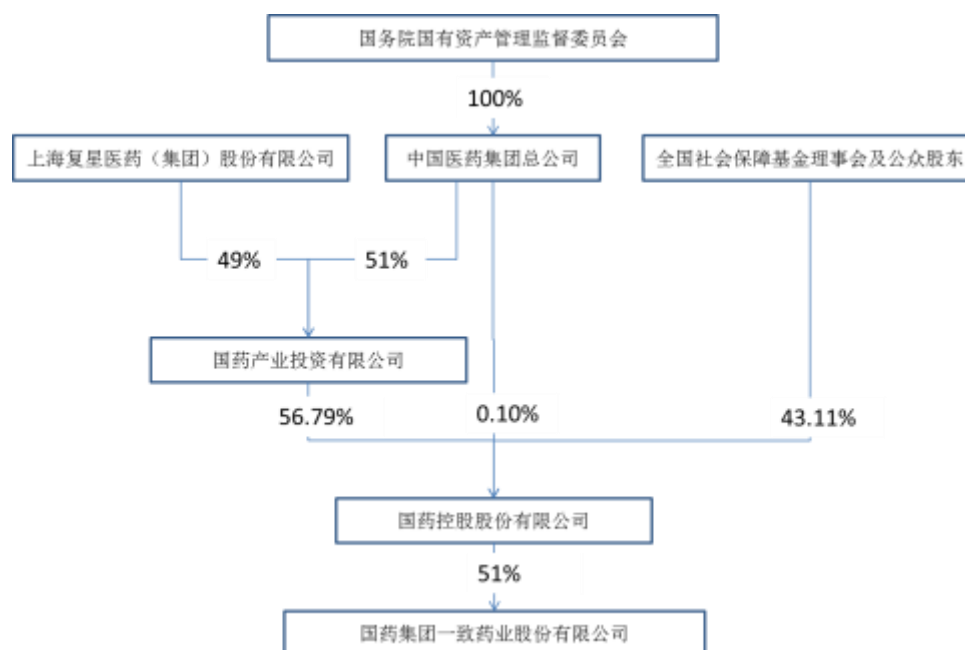 国务院国有资产管理监督委员会
100%
上海复星医药（集团）股份有限公司
中国医药集团总公司
全国社会保障基金理事会及公众股东
49%
51%
国药产业投资有限公司
56.79%
0.10%
43.11%
国药控股股份有限公司
51%
国药集团一致药业股份有限公司